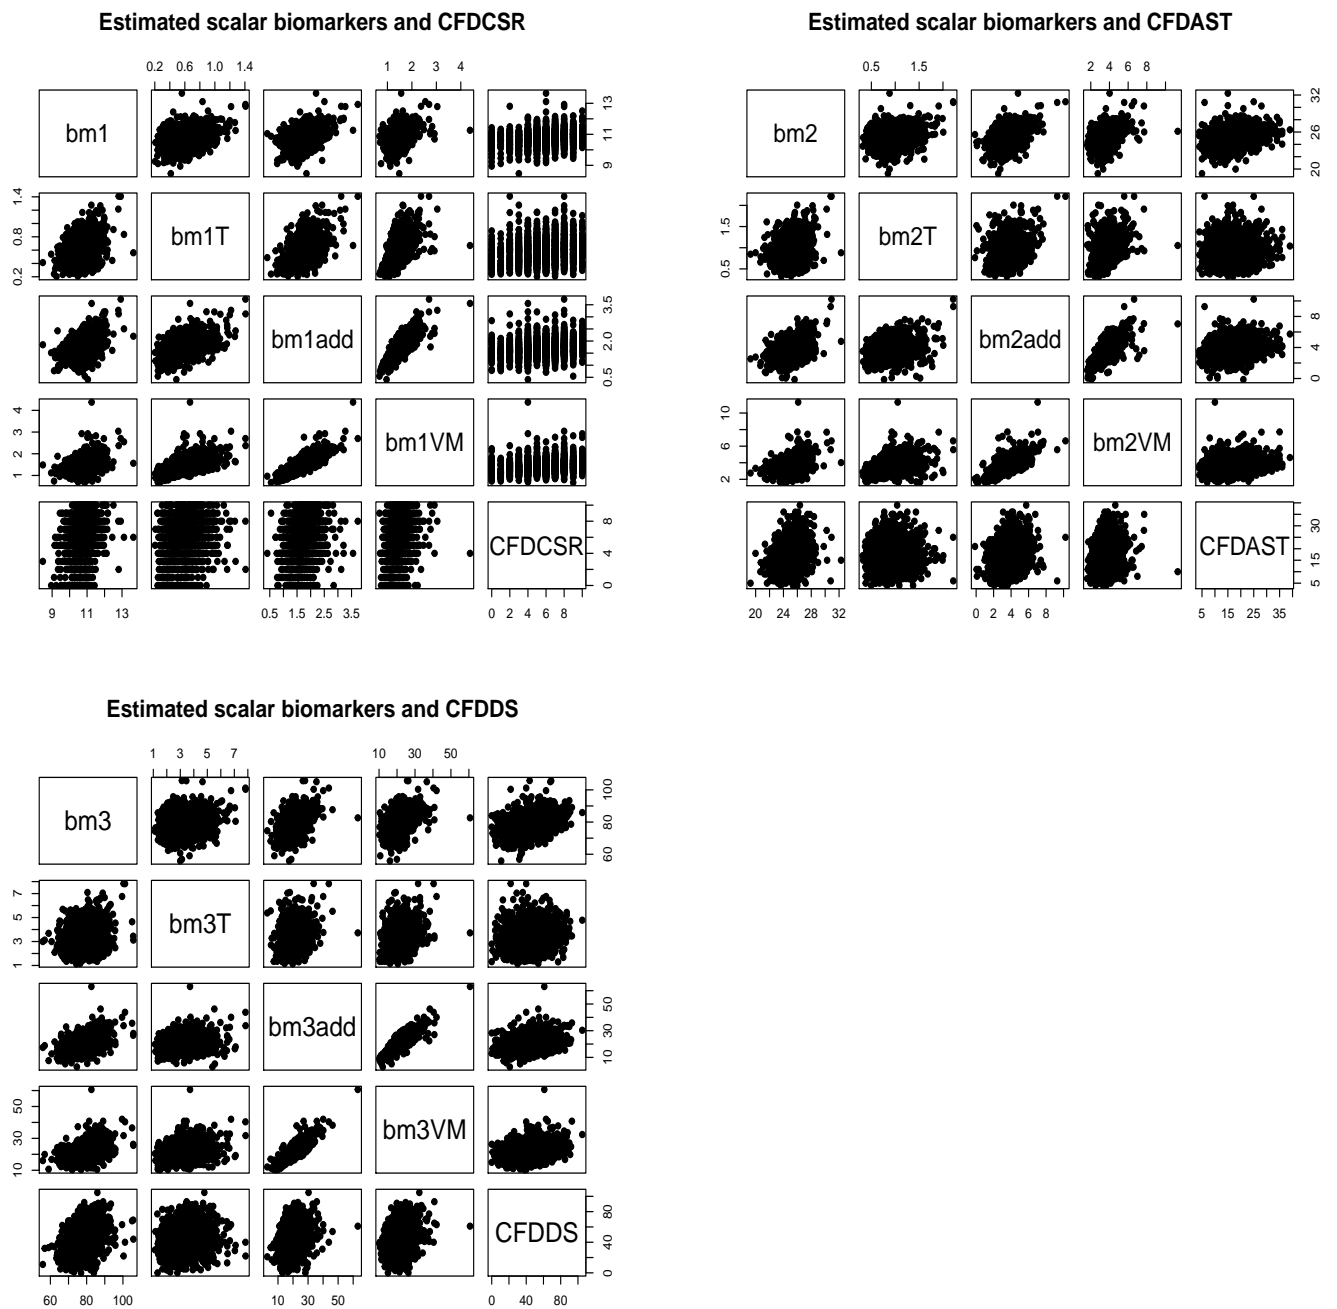 Estimated scalar biomarkers and CFDCSR
0.2 0.6 1.0 1.4
1 2 3 4
bm1
9 11 13
0.2 0.8 1.4
bm1T
bm1add
0.5 2.0 3.5
1 2 3 4
bm1VM
CFDCSR
0 4 8
9 11 13
0.5 1.5 2.5 3.5
0 2 4 6 8
Estimated scalar biomarkers and CFDAST
0.5 1.5
2 4 6 8
bm2
20 26 32
0.5 1.5
bm2T
bm2add
0 4 8
2 6 10
bm2VM
CFDAST
5 15 30
20 24 28 32
0 2 4 6 8
5 15 25 35
Estimated scalar biomarkers and CFDDS
1 3 5 7
10 30 50
bm3
60 80 100
1 3 5 7
bm3T
bm3add
10 30 50
10 30 50
bm3VM
CFDDS
0 40 80
60 80 100
10 30 50
0 40 80